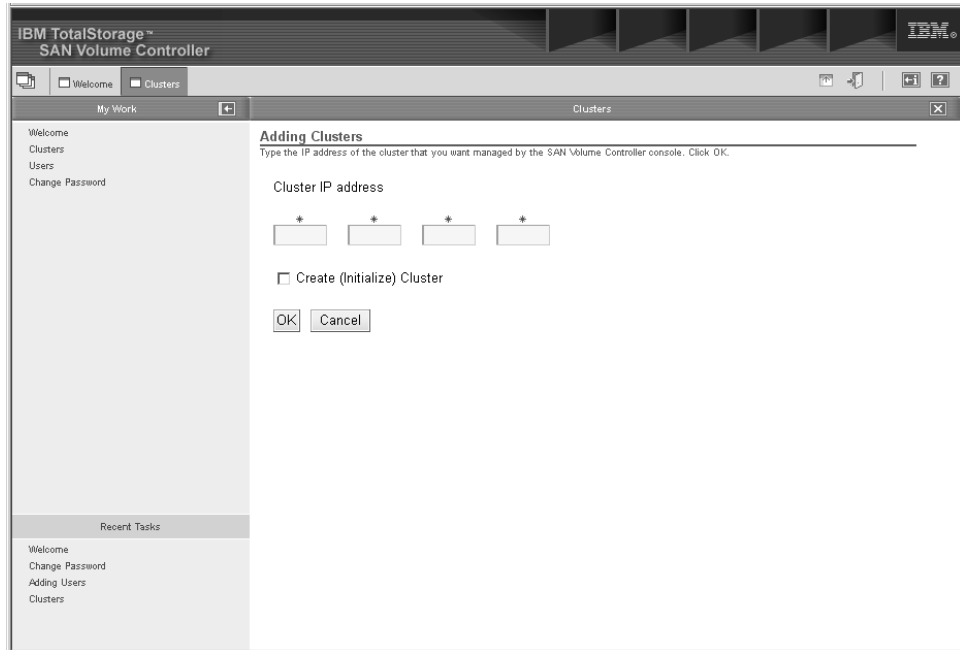 IBM TotalStorage™
SAN Volume Controller
IBM®
Welcome
Clusters
?
My Work
Clusters
Welcome
Clusters
Users
Change Password
Adding Clusters
Type the IP address of the cluster that you want managed by the SAN Volume Controller console. Click OK.
Cluster IP address
* * * *
Create (Initialize) Cluster
OK Cancel
Recent Tasks
Welcome
Change Password
Adding Users
Clusters